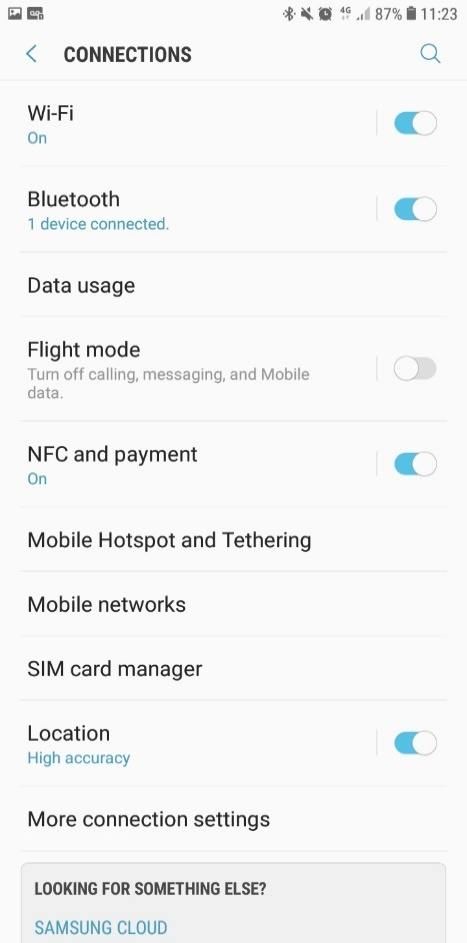 4G 87% 11:23
CONNECTIONS
Wi-Fi
On
Bluetooth
1 device connected.
Data usage
Flight mode
Turn off calling, messaging, and Mobile
data.
NFC and payment
On
Mobile Hotspot and Tethering
Mobile networks
SIM card manager
Location
High accuracy
More connection settings
LOOKING FOR SOMETHING ELSE?
SAMSUNG CLOUD